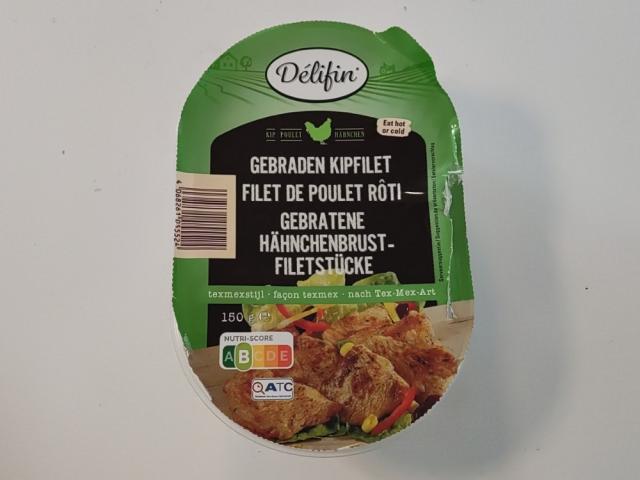 Délifin®
KIP POULET HÄHNCHEN
Eat hot
or cold
GEBRADEN KIPFILET
FILET DE POULET RÔTI
GEBRATENE
HÄHNCHENBRUST-
FILETSTÜCKE
texmexstijl · façon texmex · nach Tex-Mex-Art
150 g ℮
NUTRI-SCORE
A B C D E
ATC